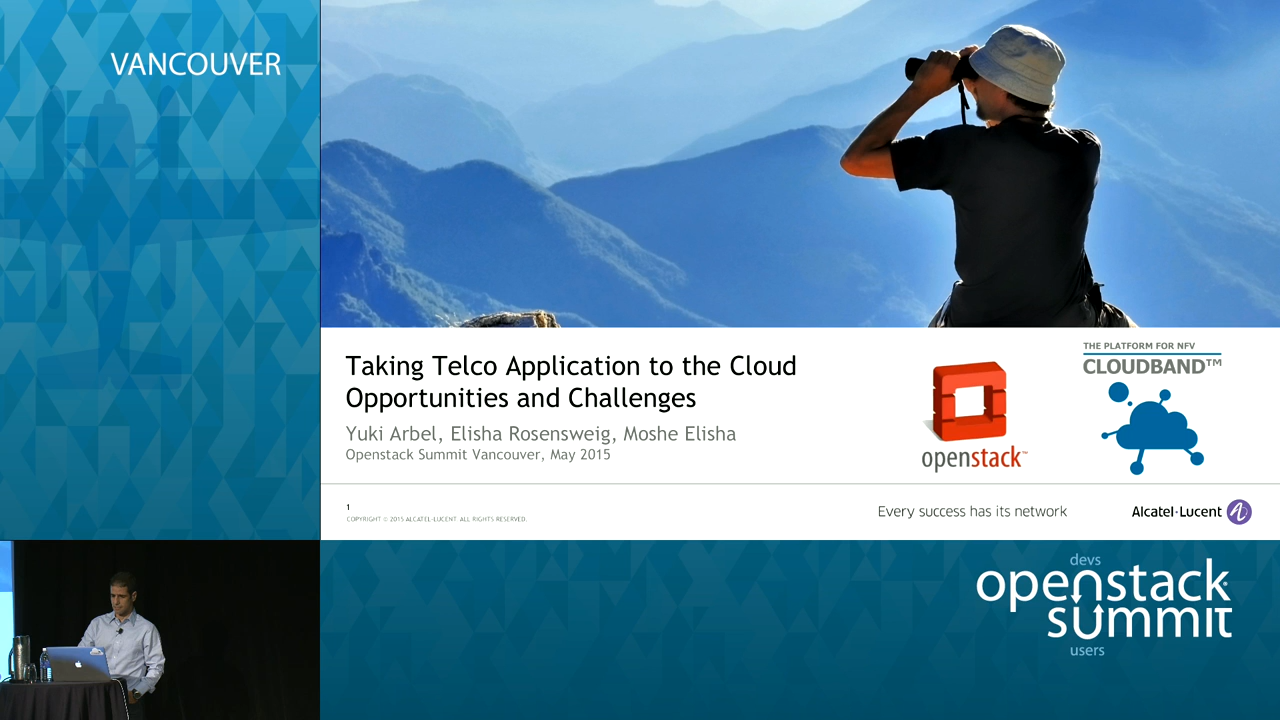 VANCOUVER
THE PLATFORM FOR NFV
CLOUDBAND™
Taking Telco Application to the Cloud
Opportunities and Challenges
Yuki Arbel, Elisha Rosensweig, Moshe Elisha
Openstack Summit Vancouver, May 2015
openstack™
1
COPYRIGHT © 2015 ALCATEL-LUCENT ALL RIGHTS RESERVED.
Every success has its network
Alcatel·Lucent
devs
openstack
summit
users